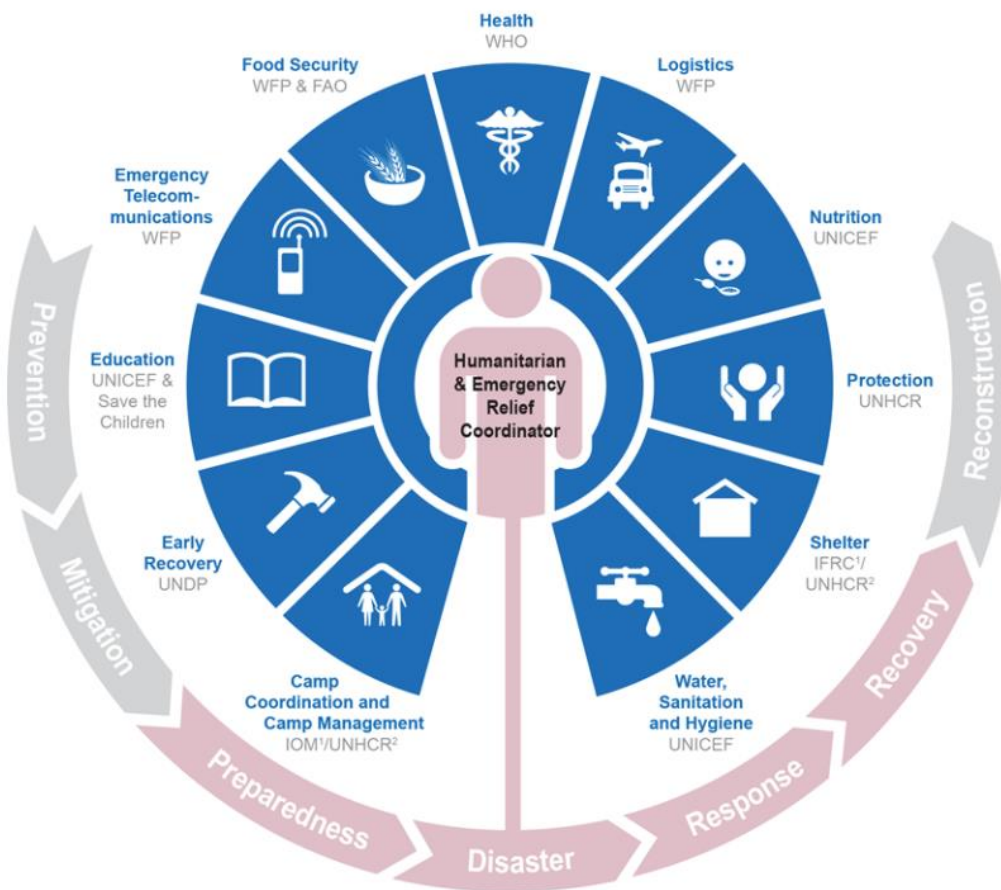 Health
WHO
Food Security
WFP & FAO
Logistics
WFP
Emergency
Telecom-
munications
WFP
Nutrition
UNICEF
Education
UNICEF &
Save the
Children
Protection
UNHCR
Humanitarian
& Emergency
Relief
Coordinator
Early
Recovery
UNDP
Shelter
IFRC¹/
UNHCR²
Camp
Coordination and
Camp Management
IOM¹/UNHCR²
Water,
Sanitation
and Hygiene
UNICEF
Prevention
Mitigation
Preparedness
Disaster
Response
Recovery
Reconstruction